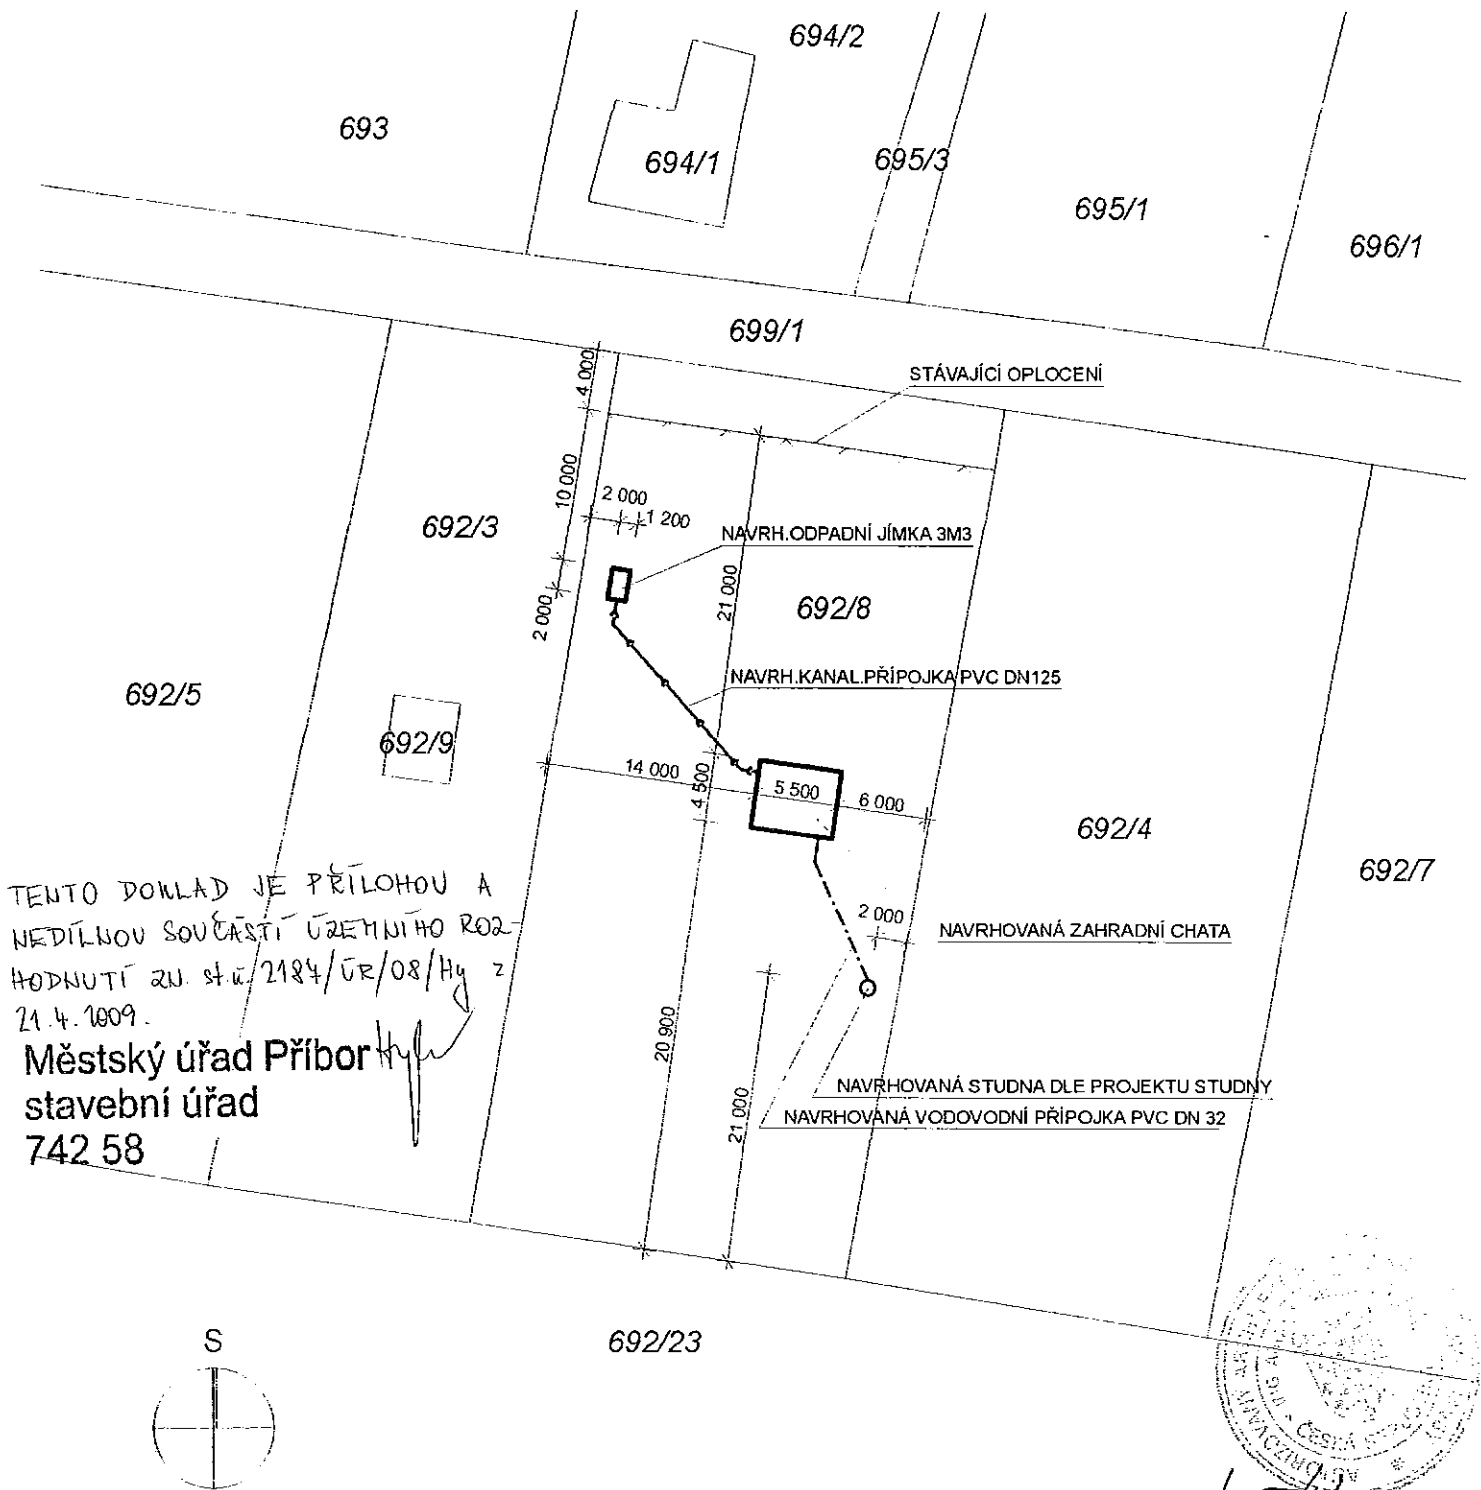 694/2
693
694/1
695/3
695/1
696/1
699/1
4 000
STÁVAJÍCÍ OPLOCENÍ
10 000
2 000
1 200
692/3
NAVRH.ODPADNÍ JÍMKA 3M3
2 000
21 000
692/8
NAVRH.KANAL.PŘÍPOJKA PVC DN125
692/5
692/9
14 000
4 500
5 500
6 000
692/4
692/7
TENTO DOKLAD JE PŘÍLOHOU A
NEDÍLNOU SOUČÁSTÍ ÚZEMNÍHO ROZ-
HODNUTÍ ZN. st.ú. 2184/ÚR/08/Hy z
21.4.2009.
Městský úřad Příbor
stavební úřad
742 58
2 000
NAVRHOVANÁ ZAHRADNÍ CHATA
20 900
21 000
NAVRHOVANÁ STUDNA DLE PROJEKTU STUDNY
NAVRHOVANÁ VODOVODNÍ PŘÍPOJKA PVC DN 32
S
692/23
AUTORIZOVANÝ
ČESKÁ